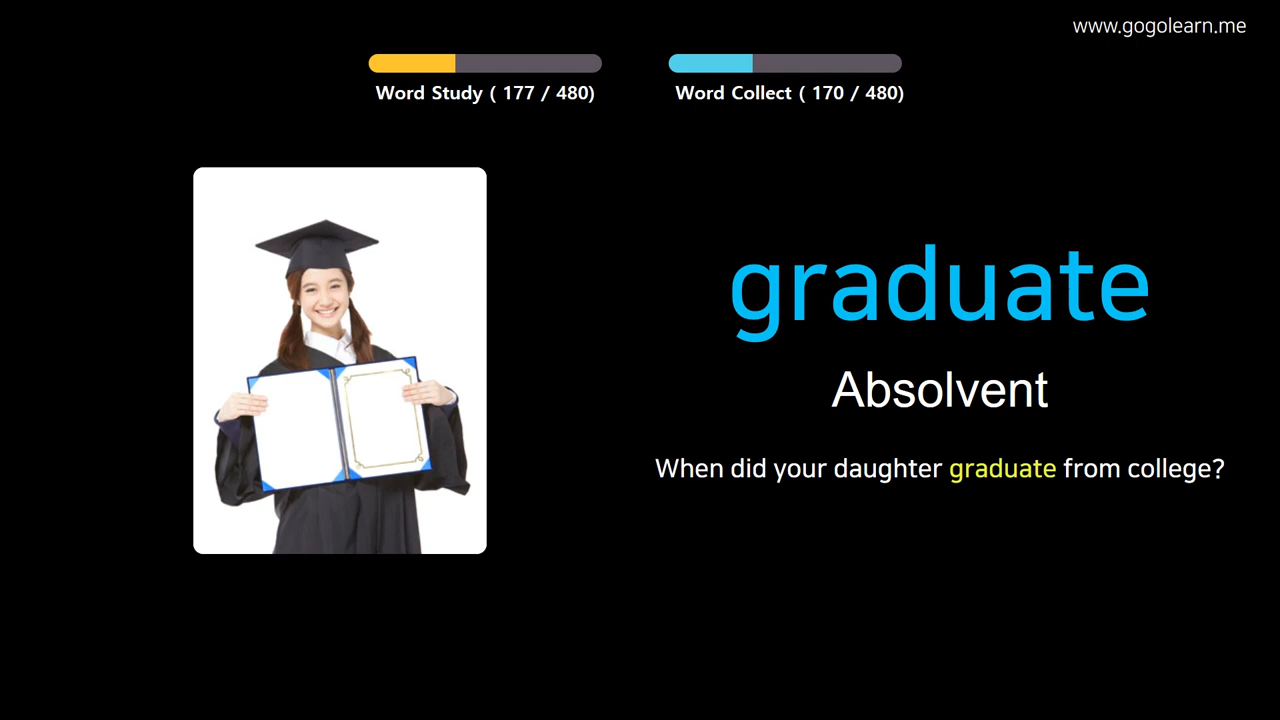 www.gogolearn.me
Word Study ( 177 / 480)
Word Collect ( 170 / 480)
graduate
Absolvent
When did your daughter graduate from college?